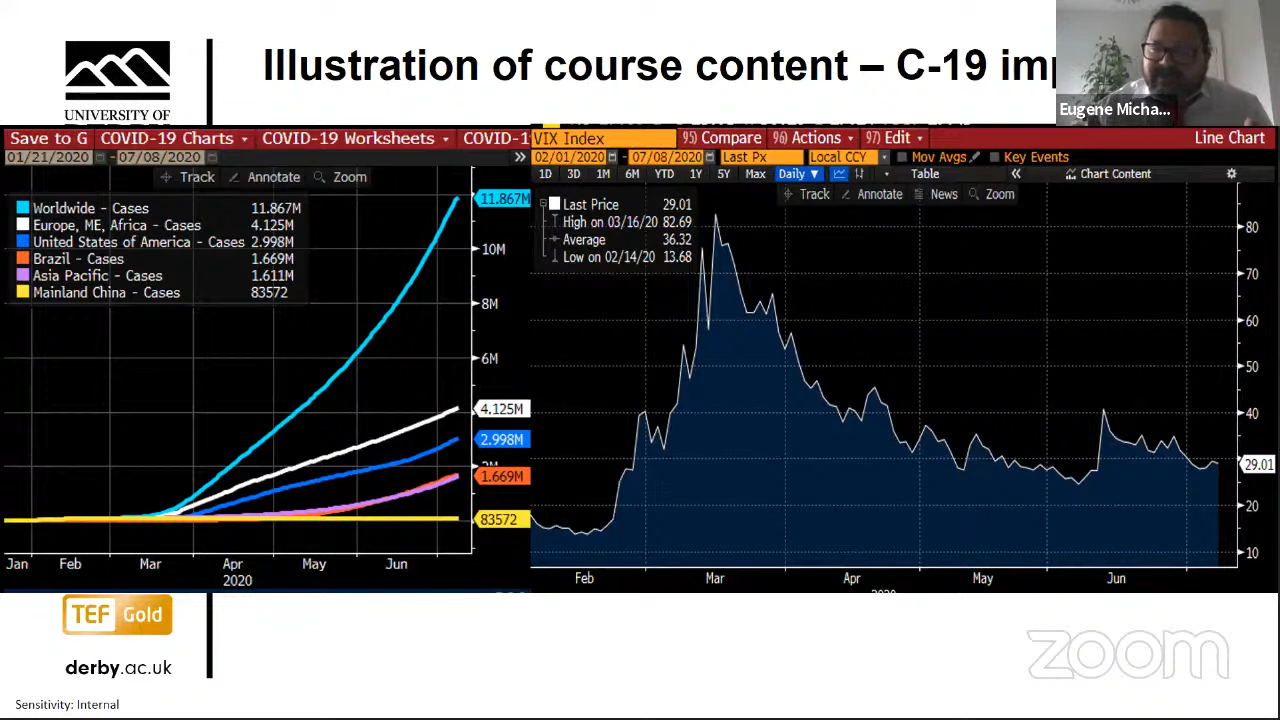 Illustration of course content – C-19 imp
Eugene Micha...
UNIVERSITY OF
Save to G COVID-19 Charts COVID-19 Worksheets COVID-1
01/21/2020 - 07/08/2020
Track Annotate Zoom
Worldwide - Cases 11.867M
Europe, ME, Africa - Cases 4.125M
United States of America - Cases 2.998M
Brazil - Cases 1.669M
Asia Pacific - Cases 1.611M
Mainland China - Cases 83572
11.867M
10M
8M
6M
4.125M
2.998M
1.669M
83572
Jan Feb Mar Apr May Jun
2020
VIX Index 95) Compare 96) Actions 97) Edit Line Chart
02/01/2020 - 07/08/2020 Last Px Local CCY Mov Avgs Key Events
1D 3D 1M 6M YTD 1Y 5Y Max Daily ▼ Table « Chart Content
Track Annotate News Zoom
Last Price 29.01
High on 03/16/20 82.69
Average 36.32
Low on 02/14/20 13.68
80
70
60
50
40
29.01
20
10
Feb Mar Apr May Jun
TEF Gold
derby.ac.uk
zoom
Sensitivity: Internal